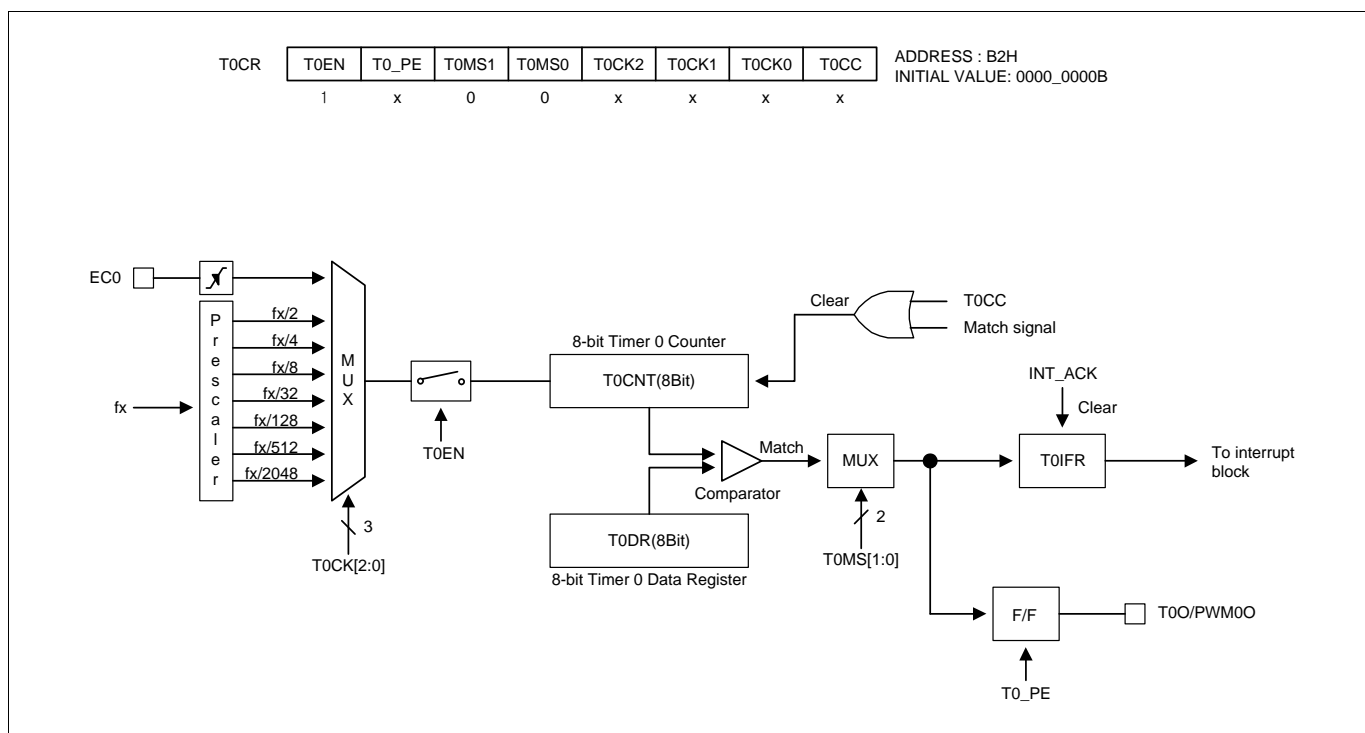 T0CR T0EN T0_PE T0MS1 T0MS0 T0CK2 T0CK1 T0CK0 T0CC
1 x 0 0 x x x x
ADDRESS : B2H
INITIAL VALUE: 0000_0000B
EC0
fx
Prescaler
fx/2
fx/4
fx/8
fx/32
fx/128
fx/512
fx/2048
MUX
3
T0CK[2:0]
T0EN
8-bit Timer 0 Counter
T0CNT(8Bit)
Clear
T0CC
Match signal
Comparator
Match
T0DR(8Bit)
8-bit Timer 0 Data Register
MUX
2
T0MS[1:0]
INT_ACK
Clear
T0IFR
To interrupt
block
F/F
T0_PE
T0O/PWM0O